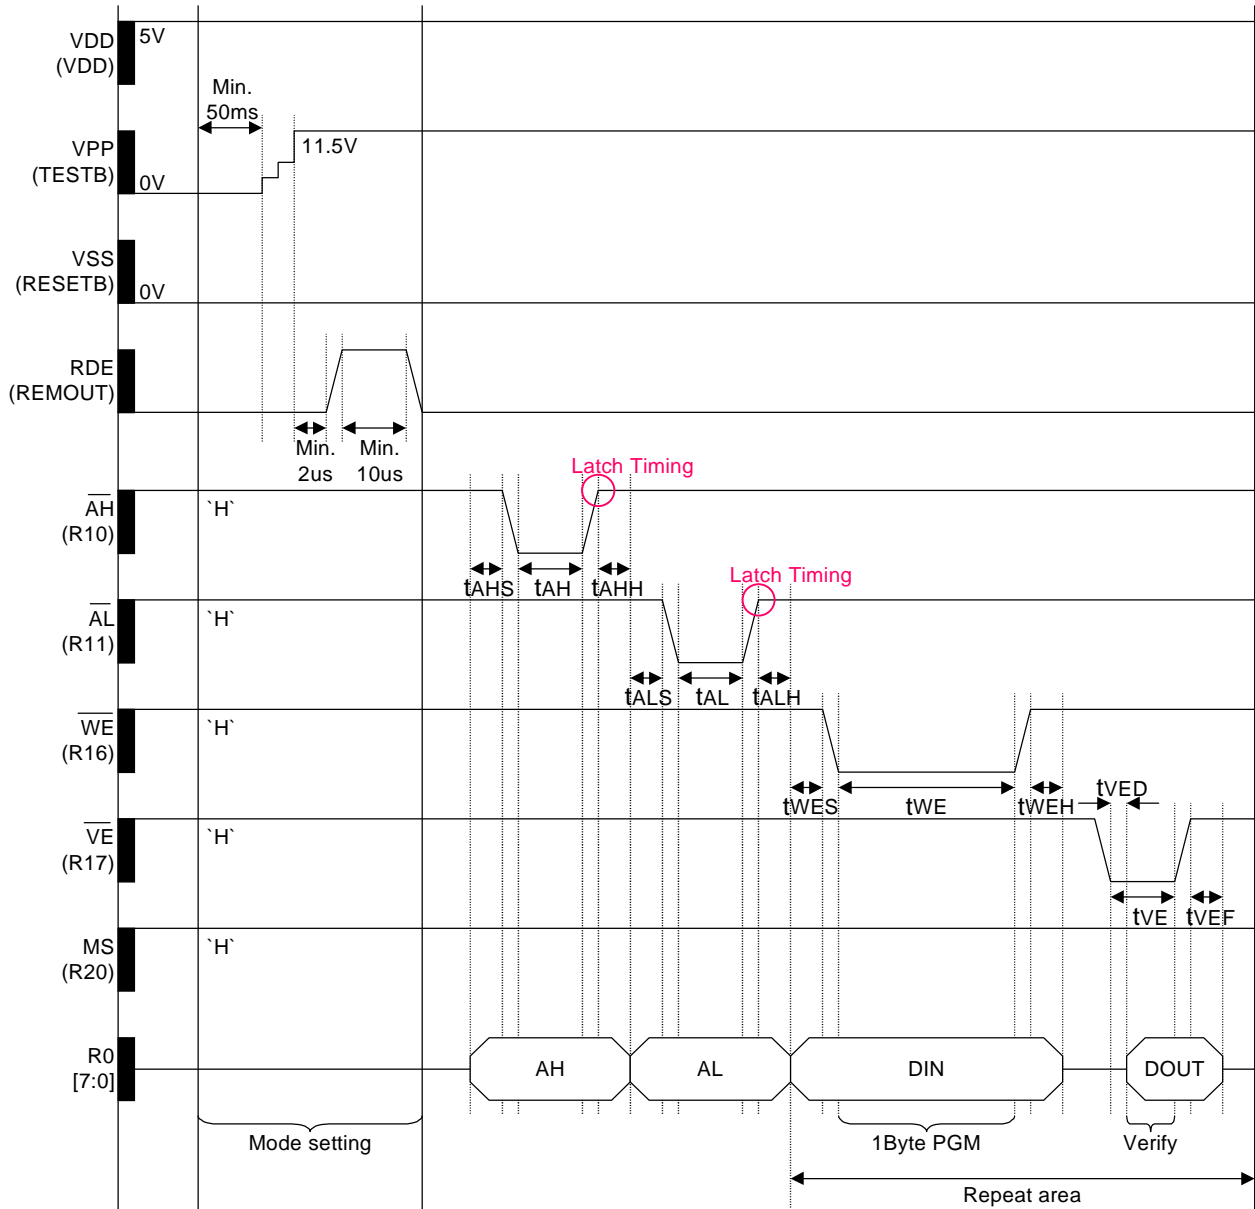 VDD
(VDD)
5V
Min.
50ms
VPP
(TESTB)
11.5V
0V
VSS
(RESETB)
0V
RDE
(REMOUT)
Min.
2us
Min.
10us
Latch Timing
AH
(R10)
`H`
tAHS
tAH
tAHH
Latch Timing
AL
(R11)
`H`
tALS
tAL
tALH
WE
(R16)
`H`
tWES
tWE
tWEH
tVED
VE
(R17)
`H`
tVE
tVEF
MS
(R20)
`H`
R0
[7:0]
AH
AL
DIN
DOUT
Mode setting
1Byte PGM
Verify
Repeat area